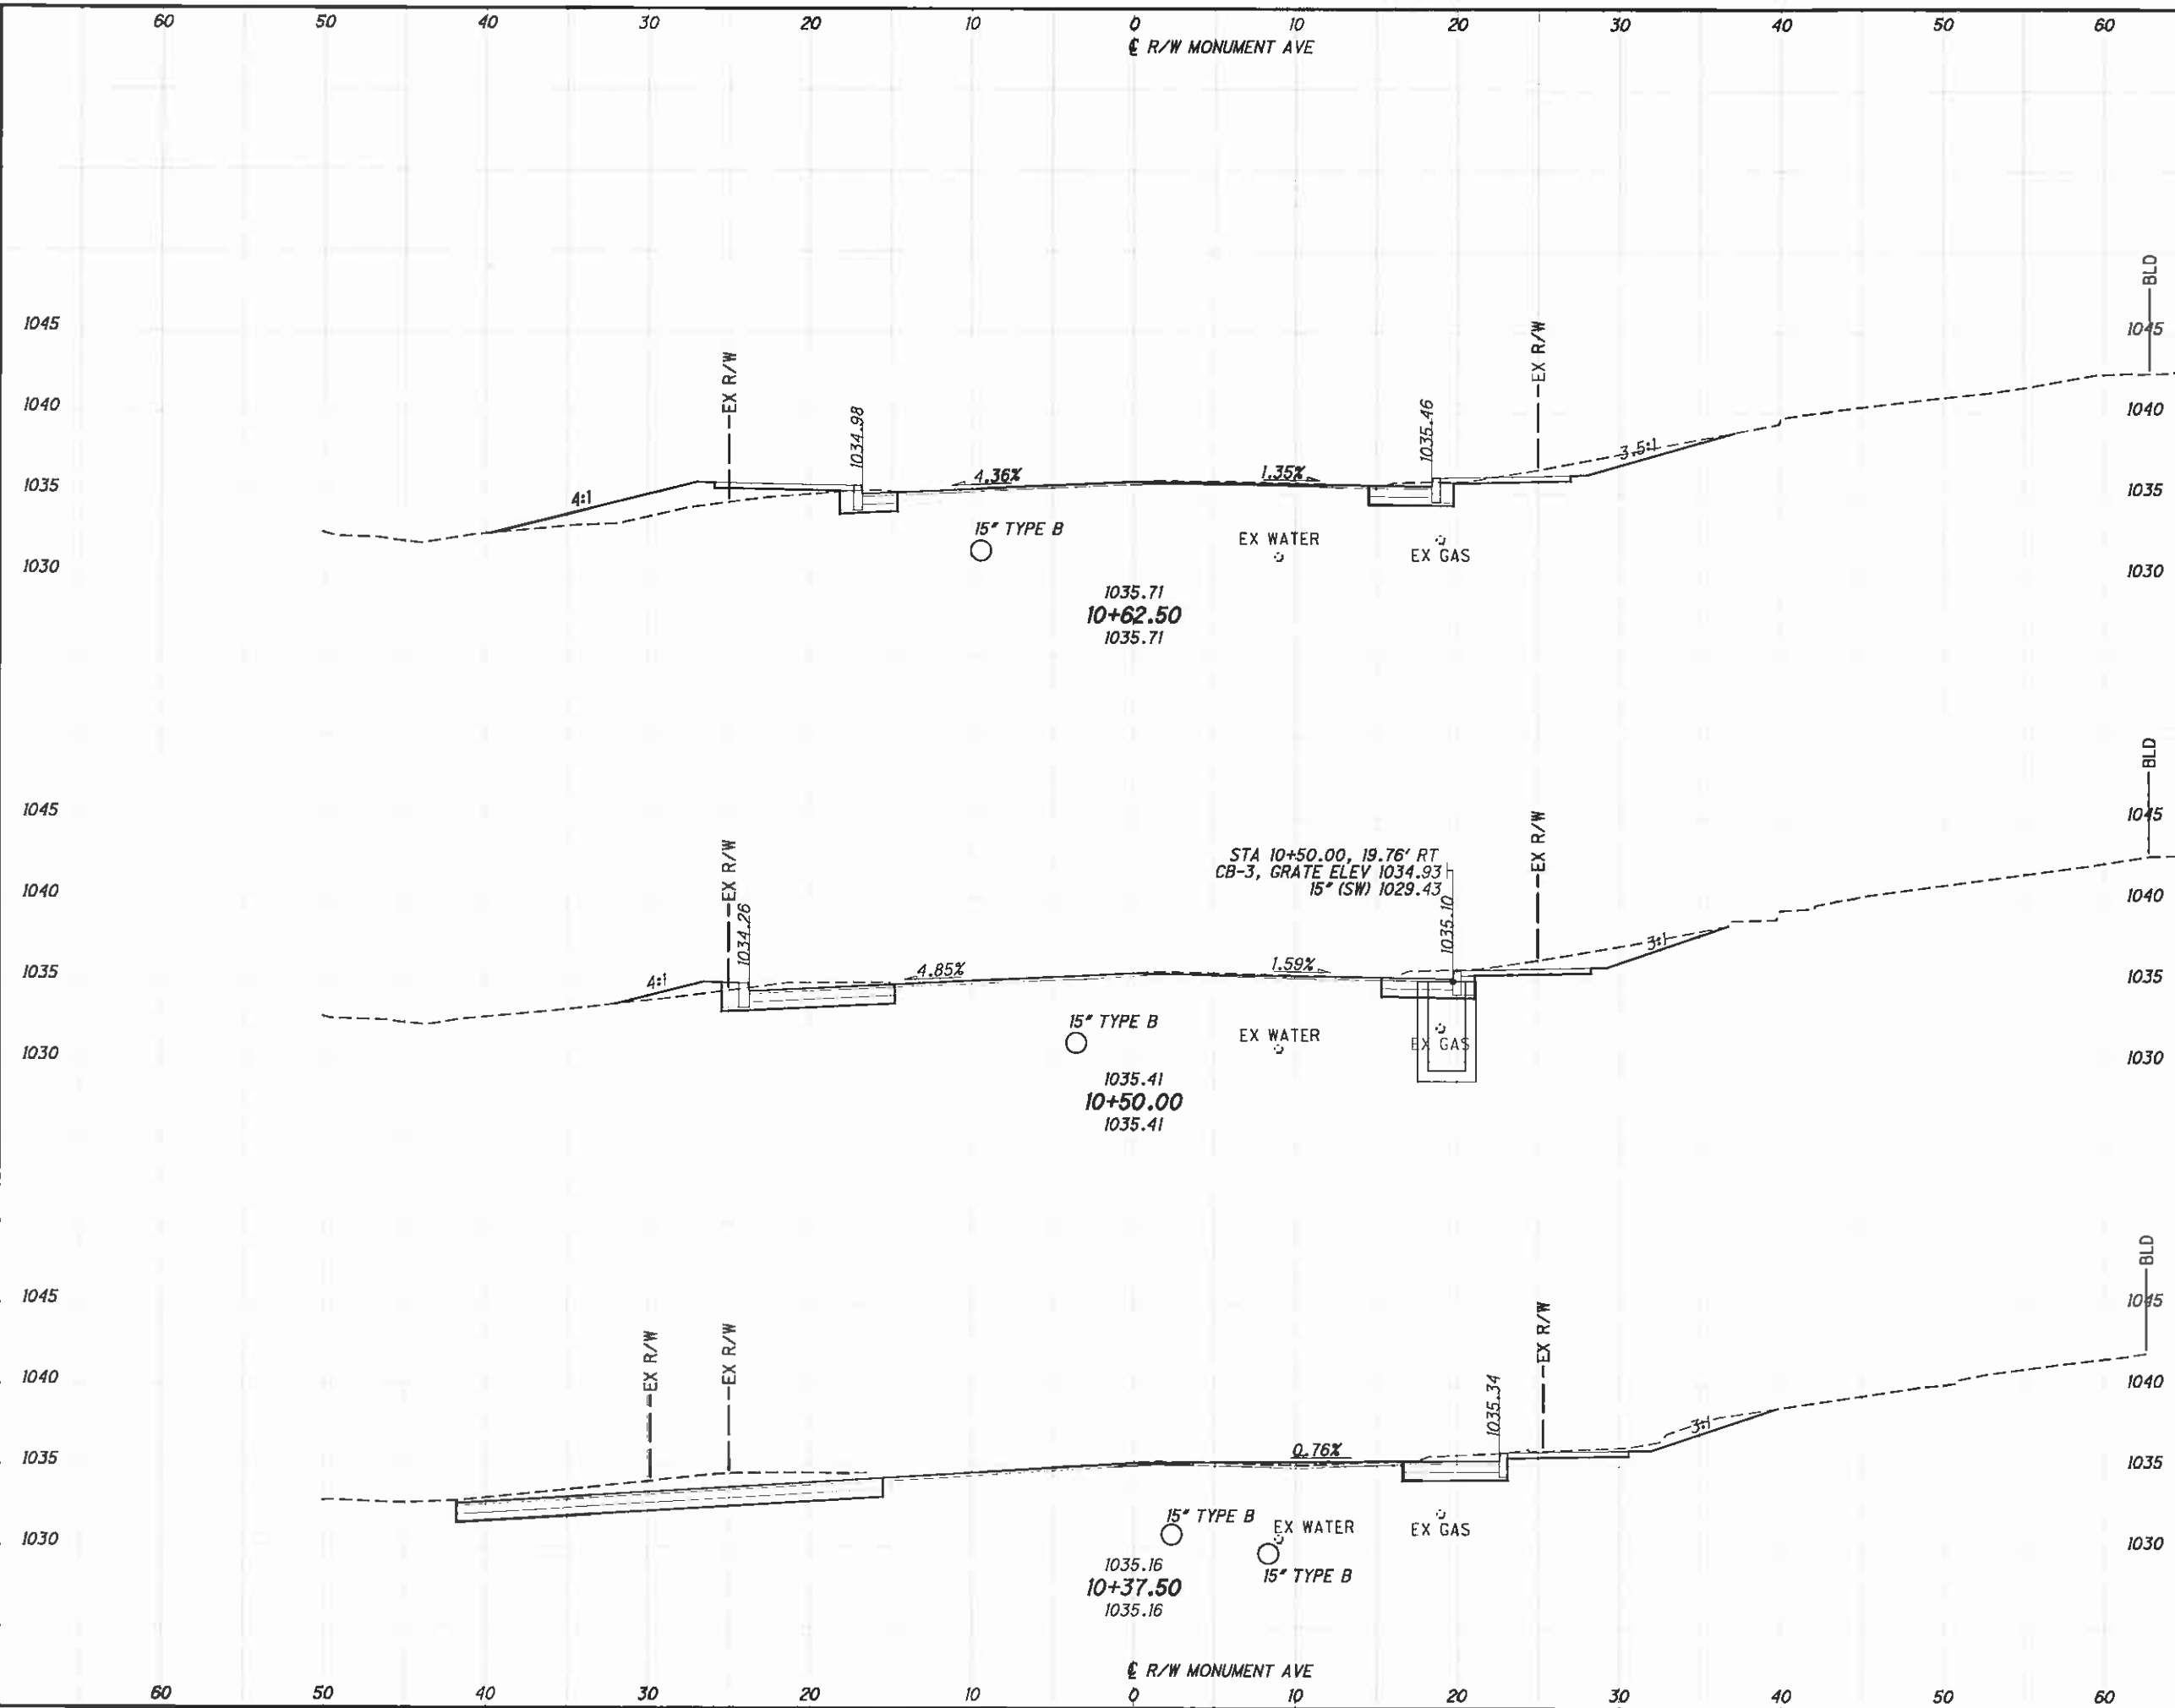 60 50 40 30 20 10 0 10 20 30 40 50 60
℄ R/W MONUMENT AVE
BLD
1045 1045
EX R/W
EX R/W
1040 1040
1034.98
1035.46
3.5:1
4.36%
1.35%
1035 1035
4:1
15" TYPE B
EX WATER
EX GAS
1030 1030
1035.71
10+62.50
1035.71
BLD
1045 1045
EX R/W
EX R/W
STA 10+50.00, 19.76' RT
CB-3, GRATE ELEV 1034.93
15" (SW) 1029.43
1040 1040
1034.26
1035.10
3:1
4.85%
1.59%
1035 1035
4:1
15" TYPE B
EX WATER
EX GAS
1030 1030
1035.41
10+50.00
1035.41
BLD
1045 1045
EX R/W
EX R/W
EX R/W
1040 1040
1035.34
3:1
0.76%
1035 1035
15" TYPE B
EX WATER
EX GAS
1030 1030
1035.16
15" TYPE B
10+37.50
1035.16
℄ R/W MONUMENT AVE
60 50 40 30 20 10 0 10 20 30 40 50 60